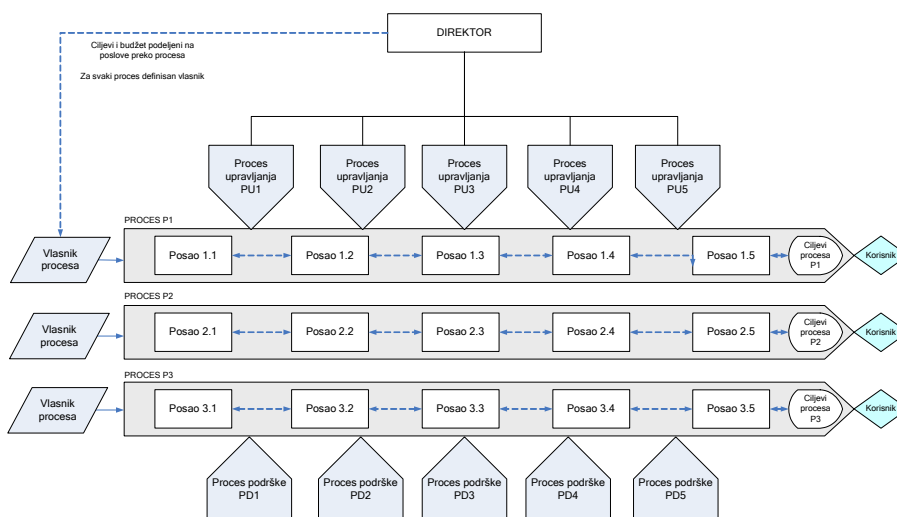 DIREKTOR
Ciljevi i budžet podeljeni na
poslove preko procesa
Za svaki proces definisan vlasnik
Proces
upravljanja
PU1
Proces
upravljanja
PU2
Proces
upravljanja
PU3
Proces
upravljanja
PU4
Proces
upravljanja
PU5
PROCES P1
Vlasnik
procesa
Posao 1.1
Posao 1.2
Posao 1.3
Posao 1.4
Posao 1.5
Ciljevi
procesa
P1
Korisnik
PROCES P2
Vlasnik
procesa
Posao 2.1
Posao 2.2
Posao 2.3
Posao 2.4
Posao 2.5
Ciljevi
procesa
P2
Korisnik
PROCES P3
Vlasnik
procesa
Posao 3.1
Posao 3.2
Posao 3.3
Posao 3.4
Posao 3.5
Ciljevi
procesa
P3
Korisnik
Proces podrške
PD1
Proces podrške
PD2
Proces podrške
PD3
Proces podrške
PD4
Proces podrške
PD5